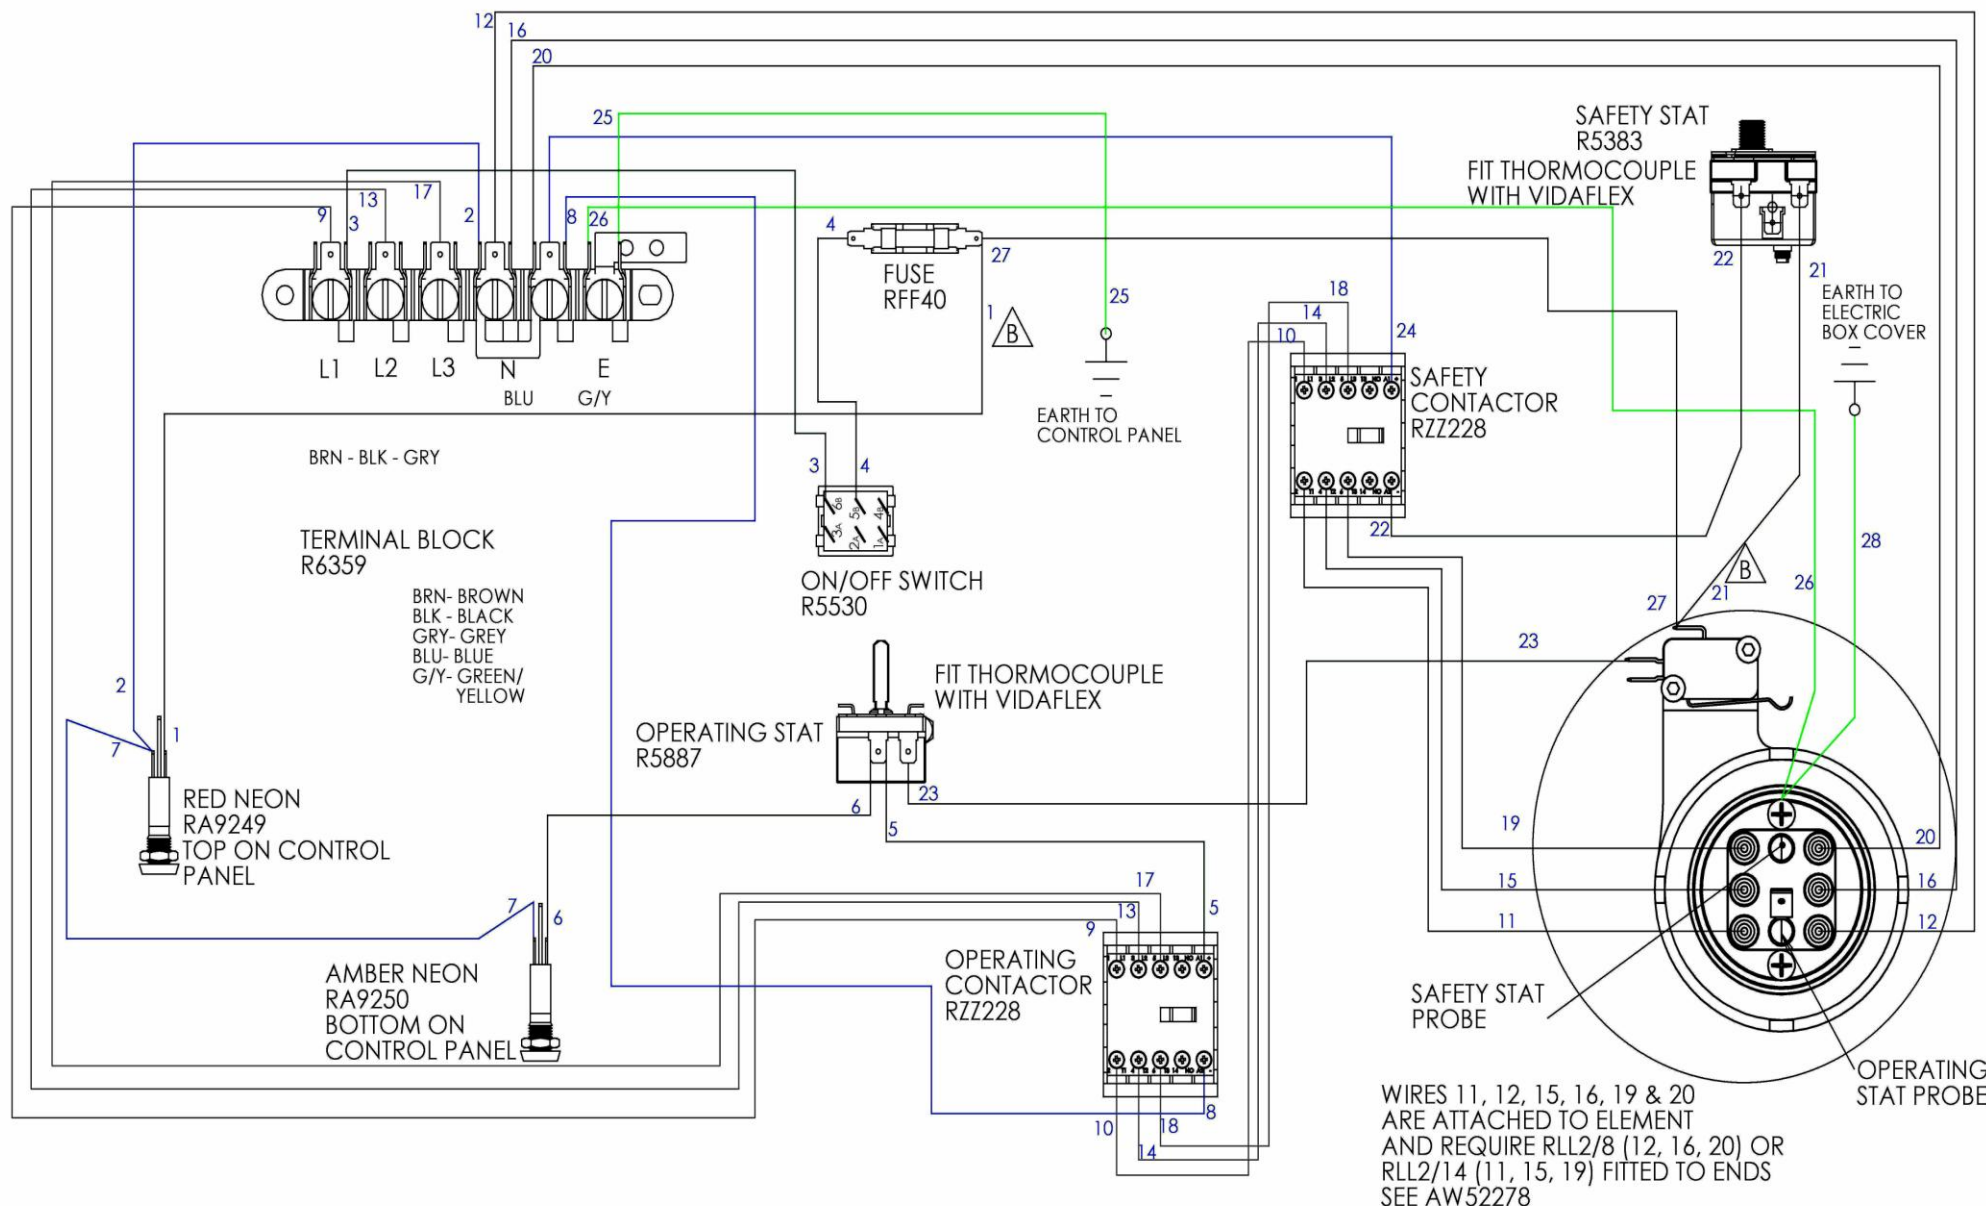 12
16
20
25
SAFETY STAT
R5383
FIT THORMOCOUPLE
WITH VIDAFLEX
9
3
13
17
2
8
26
4
27
22
21
FUSE
RFF40
1
B
25
EARTH TO
CONTROL PANEL
18
14
10
24
EARTH TO
ELECTRIC
BOX COVER
L1
L2
L3
N
E
BLU
G/Y
SAFETY
CONTACTOR
RZZ228
BRN - BLK - GRY
3
4
6B
5B
4B
3A
2A
1A
22
28
TERMINAL BLOCK
R6359
ON/OFF SWITCH
R5530
B
21
26
27
BRN- BROWN
BLK - BLACK
GRY- GREY
BLU- BLUE
G/Y- GREEN/
YELLOW
23
FIT THORMOCOUPLE
WITH VIDAFLEX
OPERATING STAT
R5887
2
7
1
RED NEON
RA9249
TOP ON CONTROL
PANEL
6
5
23
19
20
15
16
11
12
17
13
9
5
7
6
AMBER NEON
RA9250
BOTTOM ON
CONTROL PANEL
OPERATING
CONTACTOR
RZZ228
8
10
14
18
SAFETY STAT
PROBE
OPERATING
STAT PROBE
WIRES 11, 12, 15, 16, 19 & 20
ARE ATTACHED TO ELEMENT
AND REQUIRE RLL2/8 (12, 16, 20) OR
RLL2/14 (11, 15, 19) FITTED TO ENDS
SEE AW52278